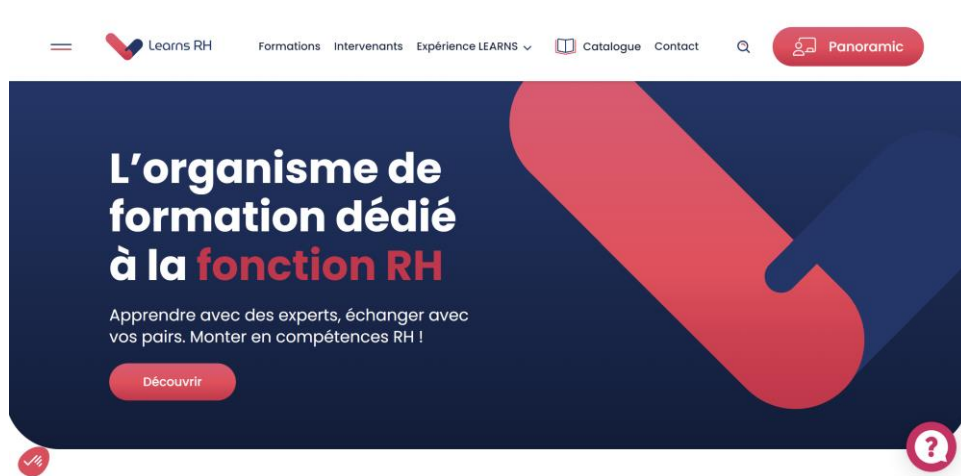 Learns RH
Formations Intervenants Expérience LEARNS Catalogue Contact
Panoramic
L’organisme de
formation dédié
à la fonction RH
Apprendre avec des experts, échanger avec
vos pairs. Monter en compétences RH !
Découvrir
?